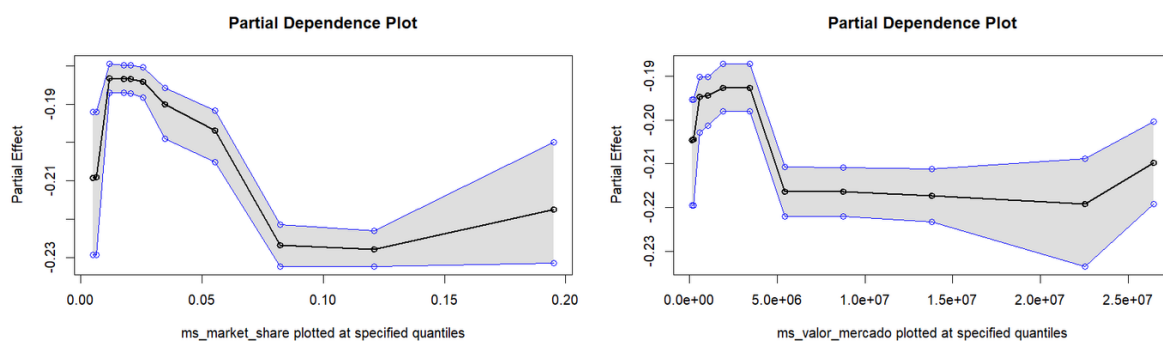 Partial Dependence Plot
Partial Effect
-0.19
-0.21
-0.23
0.00 0.05 0.10 0.15 0.20
ms_market_share plotted at specified quantiles
Partial Dependence Plot
Partial Effect
-0.19
-0.20
-0.21
-0.22
-0.23
0.0e+00 5.0e+06 1.0e+07 1.5e+07 2.0e+07 2.5e+07
ms_valor_mercado plotted at specified quantiles